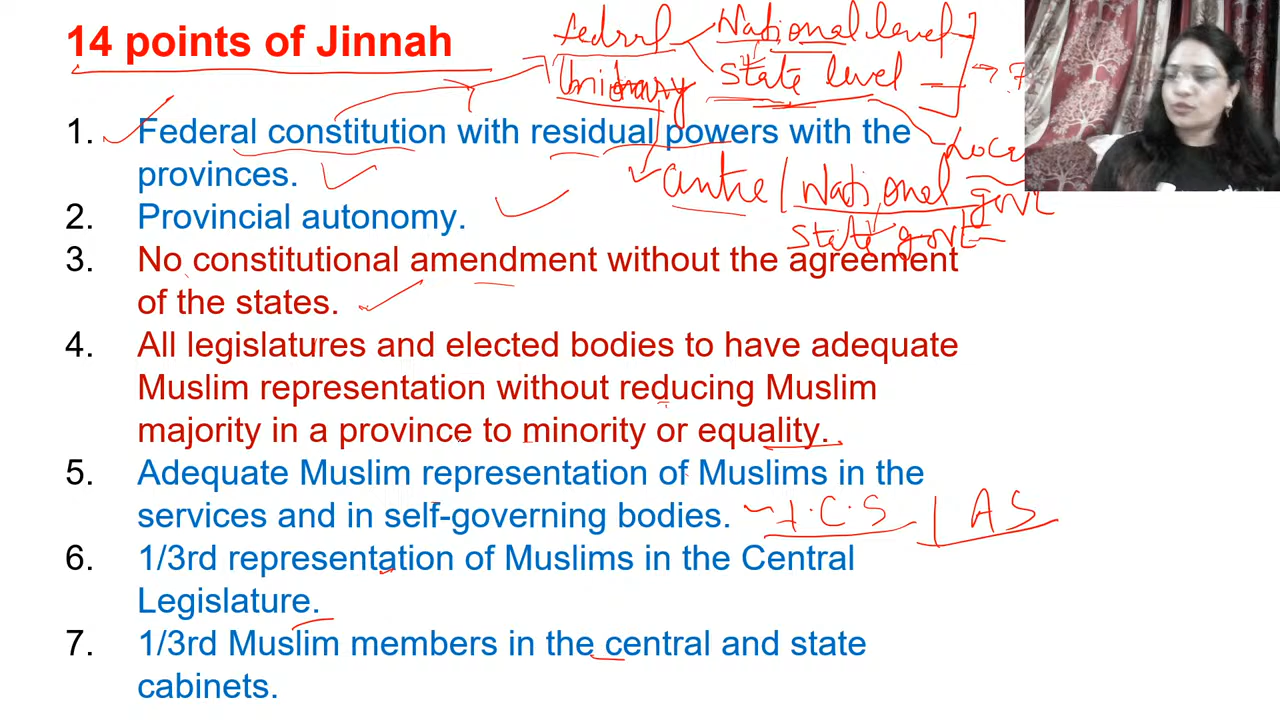 14 points of Jinnah
fedral National level
Unitary State level
1. Federal constitution with residual powers with the
provinces.
Centre / National
govt
State govt
2. Provincial autonomy.
3. No constitutional amendment without the agreement
of the states.
4. All legislatures and elected bodies to have adequate
Muslim representation without reducing Muslim
majority in a province to minority or equality.
5. Adequate Muslim representation of Muslims in the
services and in self-governing bodies. I.C.S IAS
6. 1/3rd representation of Muslims in the Central
Legislature.
7. 1/3rd Muslim members in the central and state
cabinets.